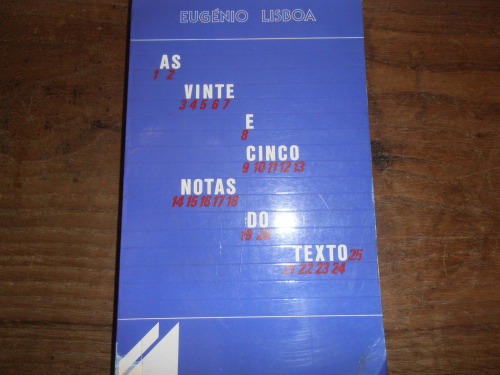 EUGÉNIO LISBOA
AS
1 2
VINTE
3 4 5 6 7
E
8
CINCO
9 10 11 12 13
NOTAS
14 15 16 17 18
DO
19 20
TEXTO 25
21 22 23 24